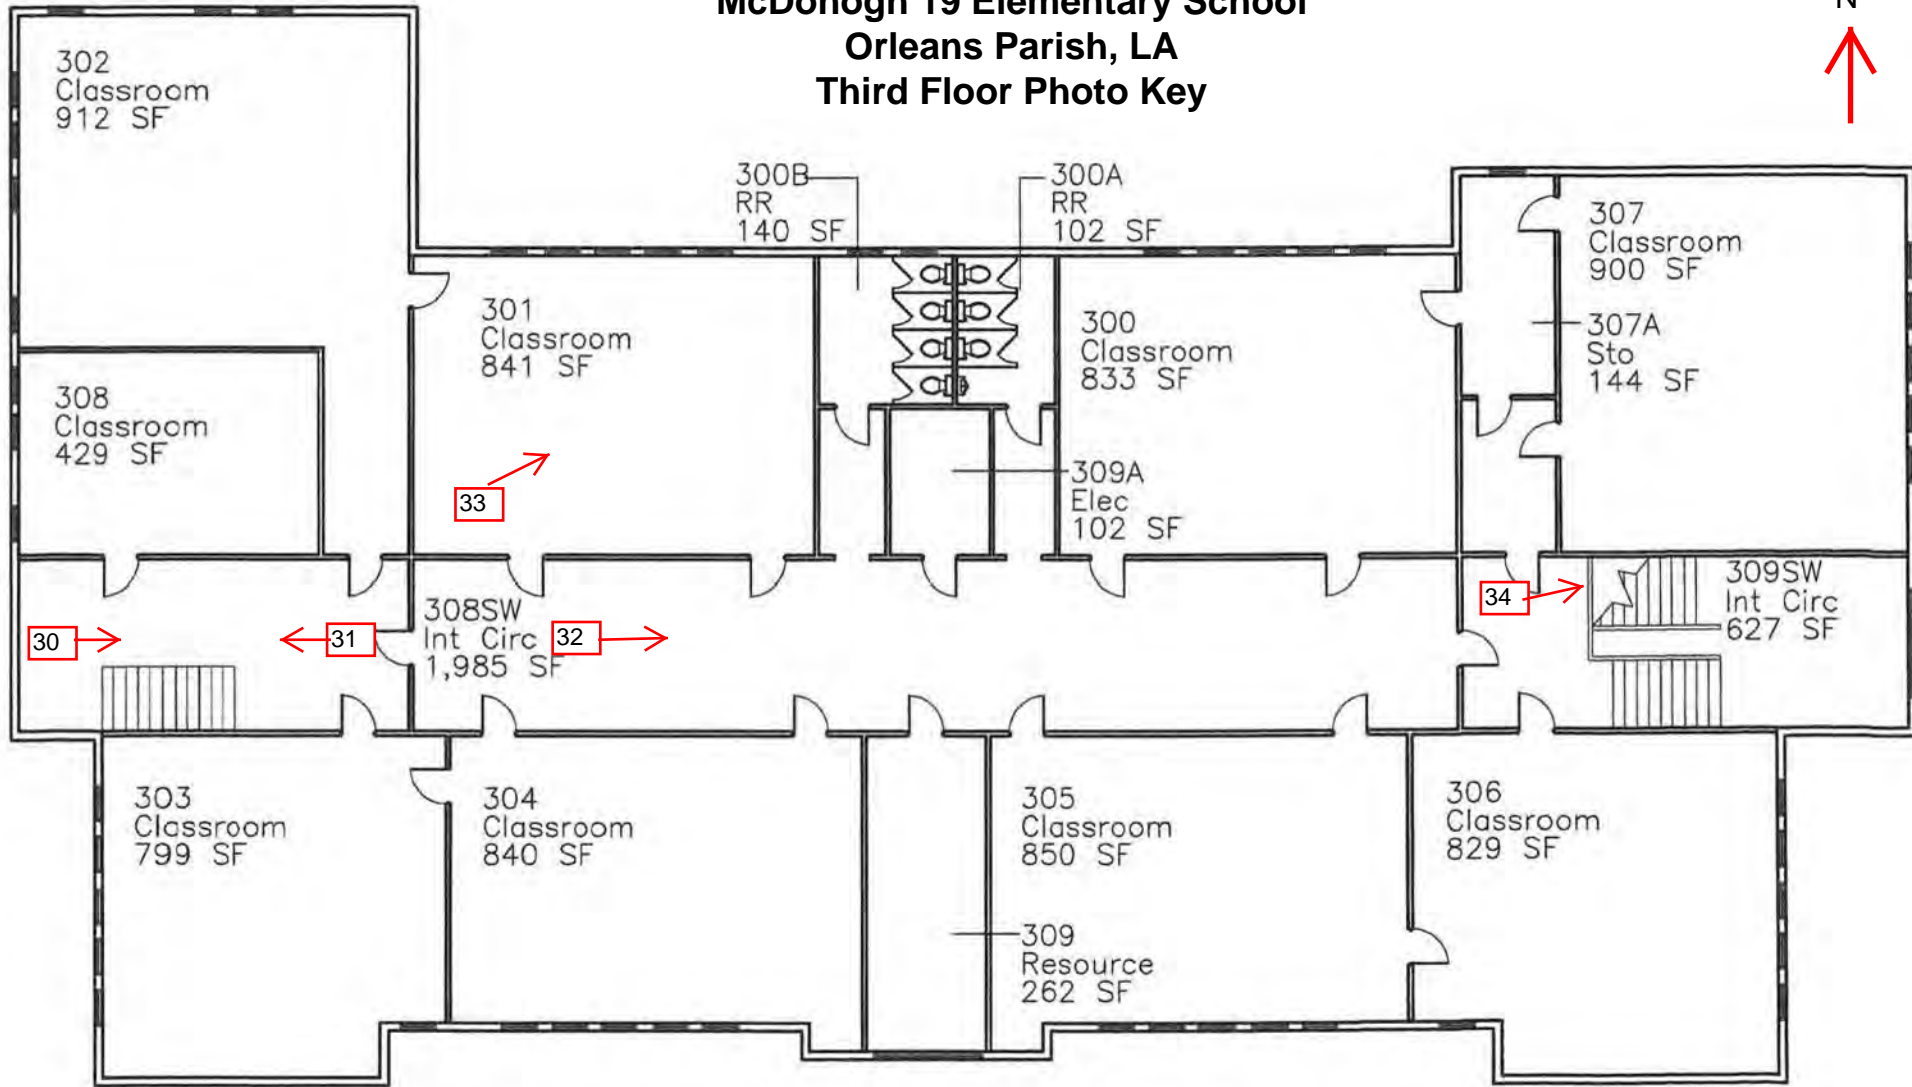 McDonogh 19 Elementary School
Orleans Parish, LA
Third Floor Photo Key
N
302
Classroom
912 SF
300B
RR
140 SF
300A
RR
102 SF
307
Classroom
900 SF
301
Classroom
841 SF
300
Classroom
833 SF
307A
Sto
144 SF
308
Classroom
429 SF
33
309A
Elec
102 SF
30
31
308SW
Int Circ
1,985 SF
32
34
309SW
Int Circ
627 SF
303
Classroom
799 SF
304
Classroom
840 SF
305
Classroom
850 SF
306
Classroom
829 SF
309
Resource
262 SF